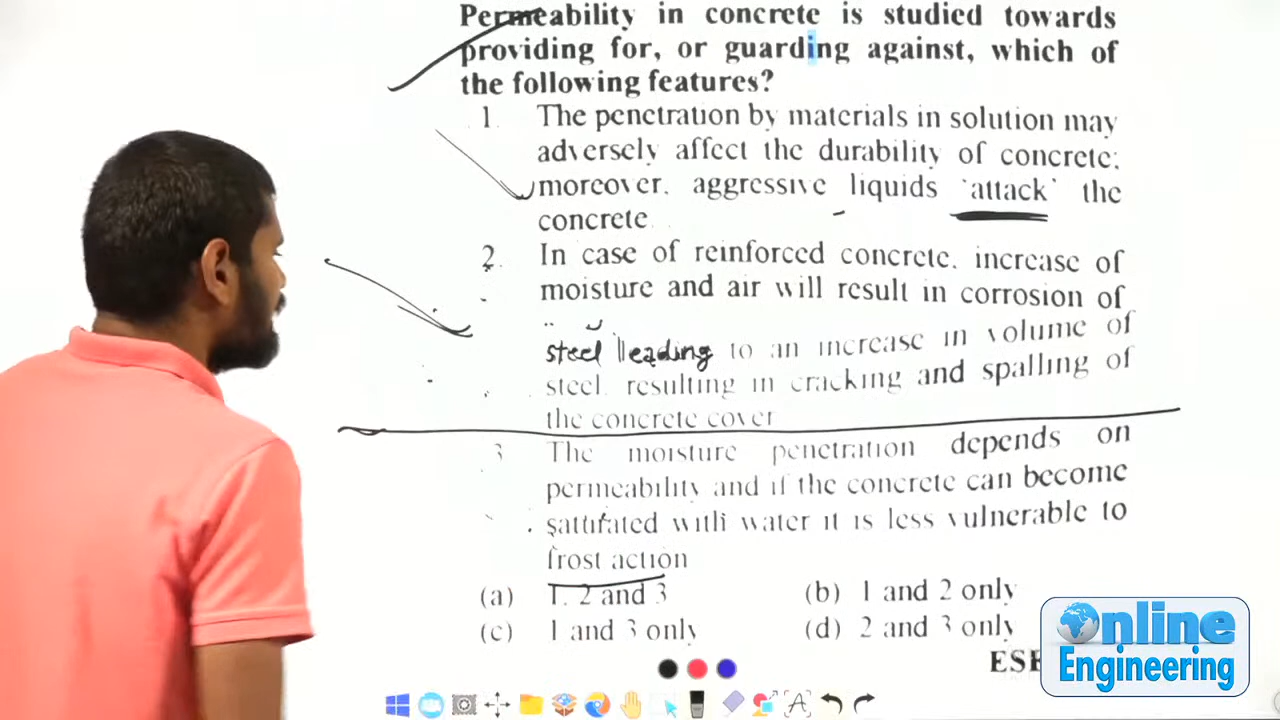 Permeability in concrete is studied towards
providing for, or guarding against, which of
the following features?
1. The penetration by materials in solution may
adversely affect the durability of concrete;
moreover, aggressive liquids 'attack' the
concrete.
2. In case of reinforced concrete, increase of
moisture and air will result in corrosion of
steel leading to an increase in volume of
steel, resulting in cracking and spalling of
the concrete cover
3 The moisture penetration depends on
permeability and if the concrete can become
saturated with water it is less vulnerable to
frost action
(a) 1, 2 and 3 (b) 1 and 2 only
(c) 1 and 3 only (d) 2 and 3 only
Online
Engineering